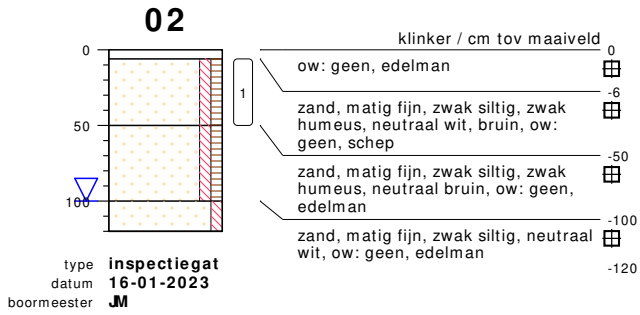 02
klinker / cm tov maaiveld
0
0
ow: geen, edelman
-6
zand, matig fijn, zwak siltig, zwak
humeus, neutraal wit, bruin, ow:
geen, schep
1
50
-50
zand, matig fijn, zwak siltig, zwak
humeus, neutraal bruin, ow: geen,
edelman
100
-100
zand, matig fijn, zwak siltig, neutraal
wit, ow: geen, edelman
-120
type inspectiegat
datum 16-01-2023
boormeester JM